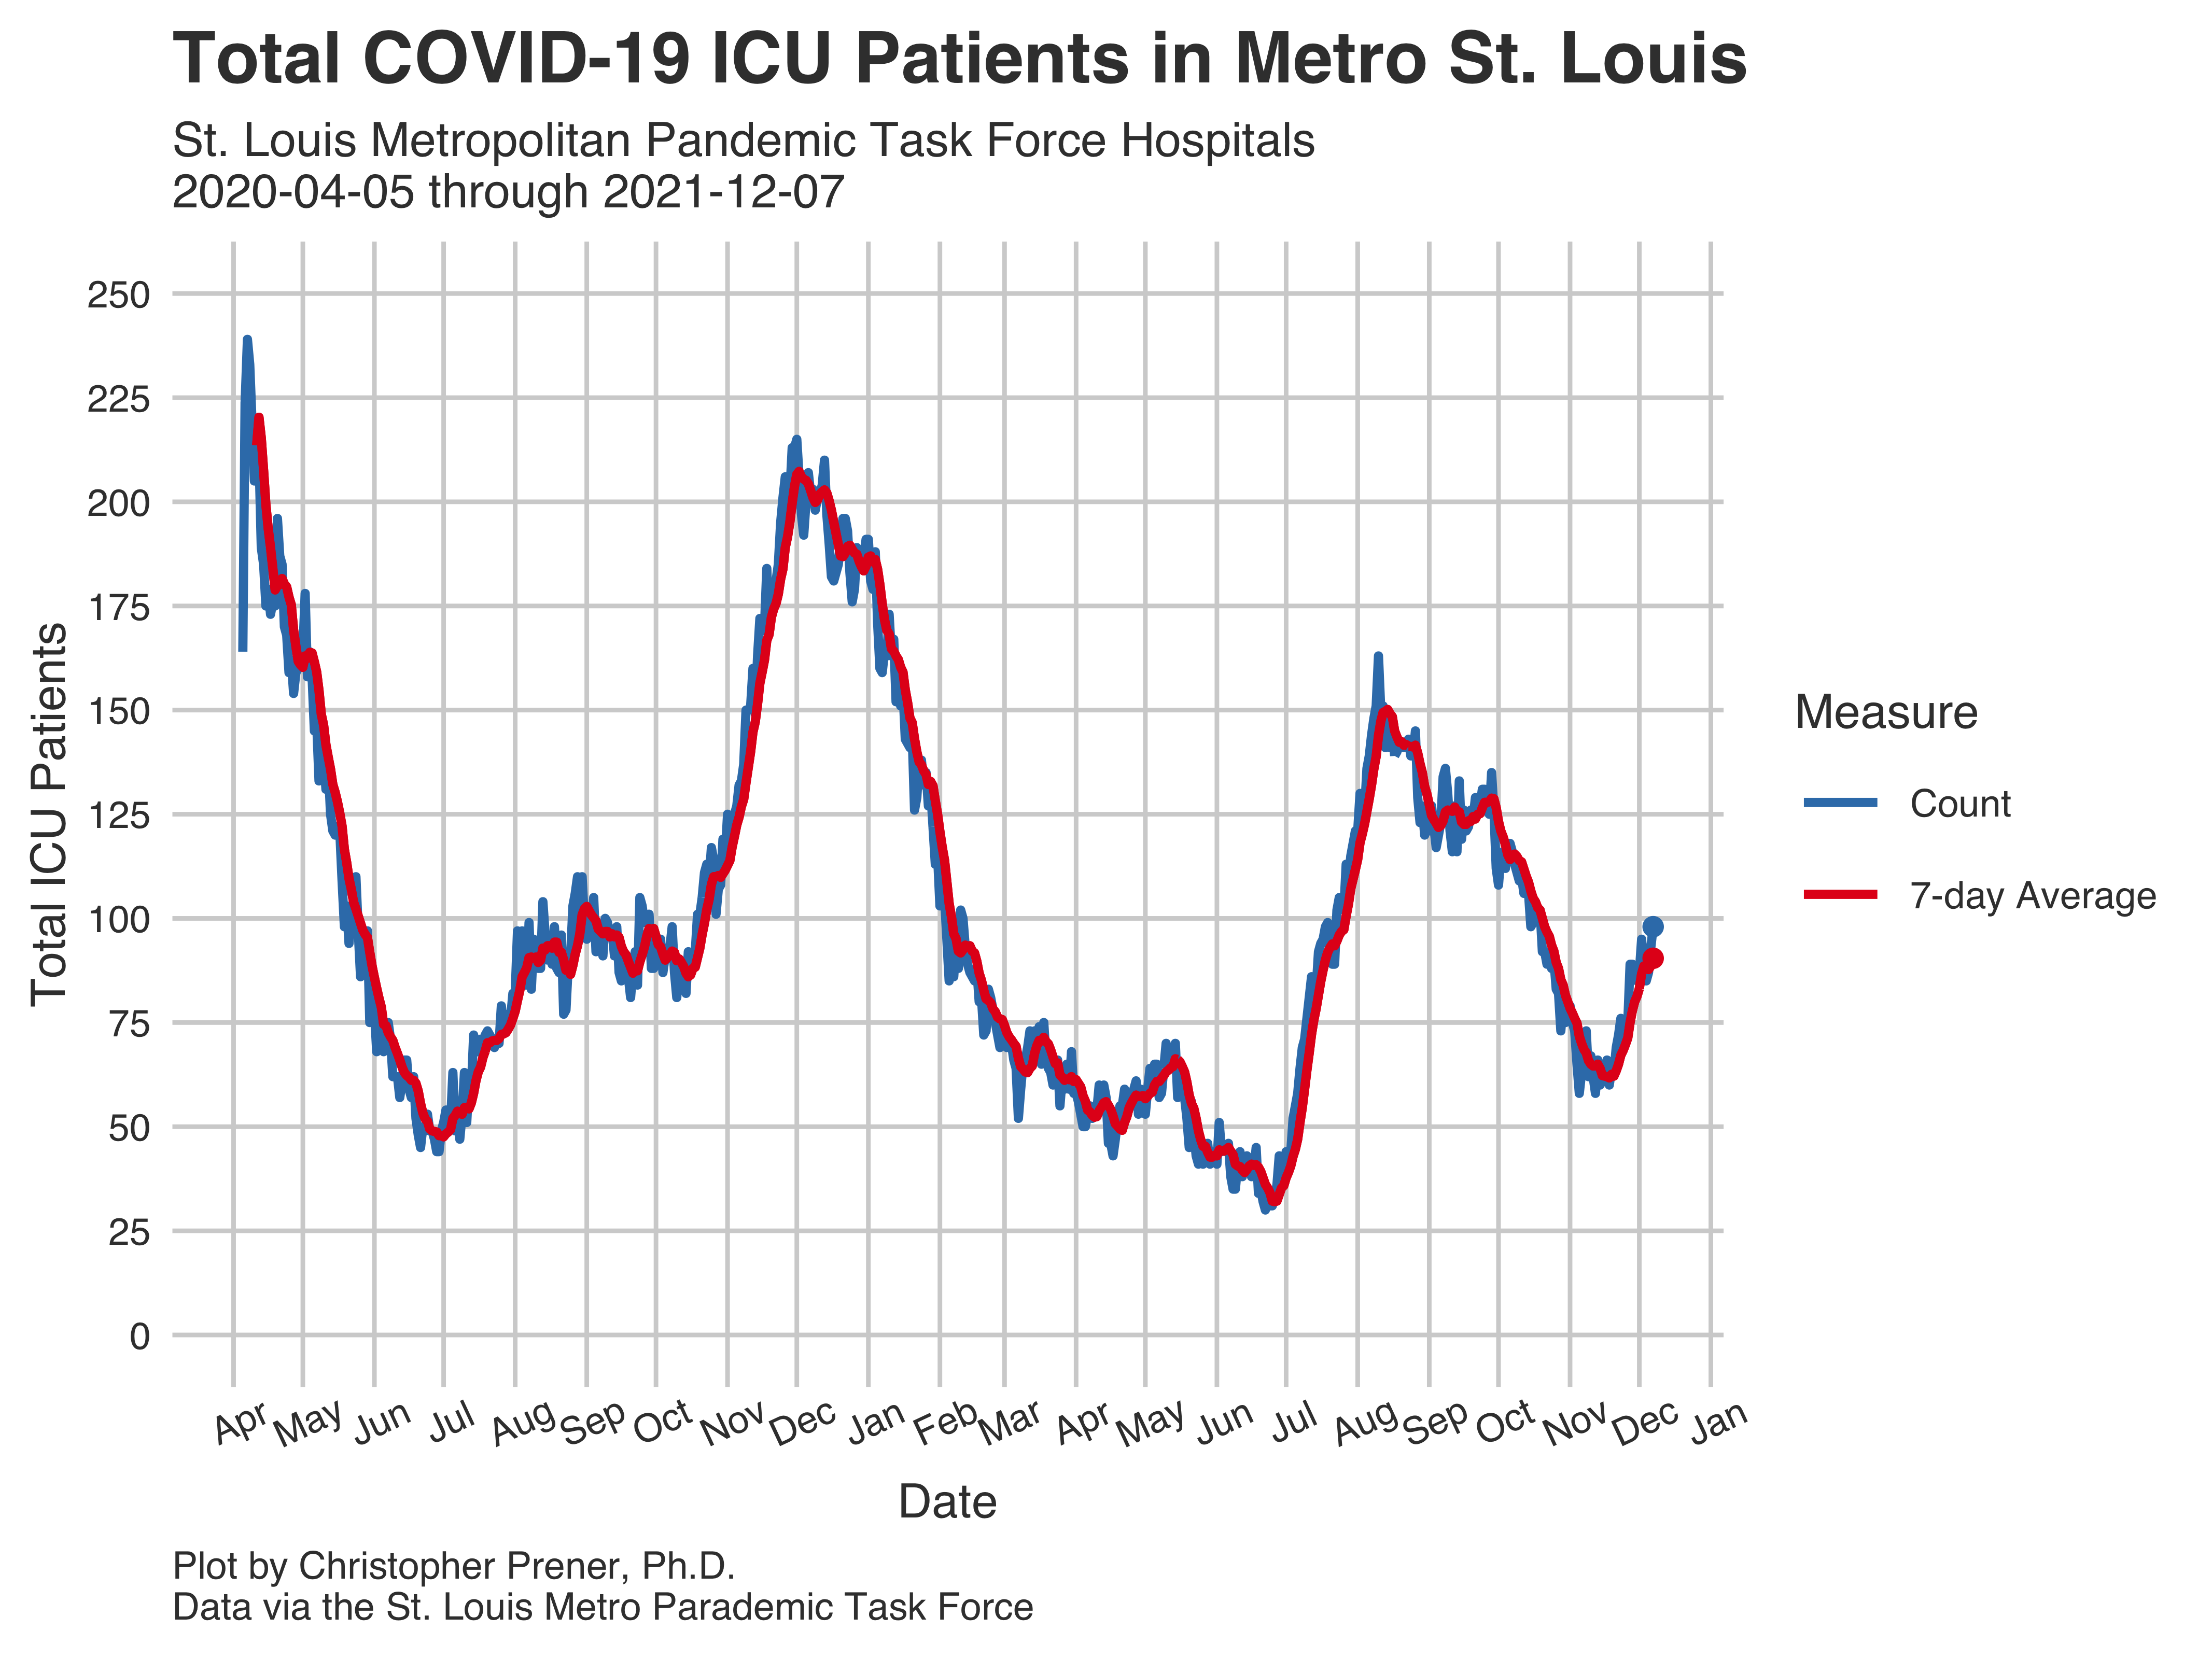 Total COVID-19 ICU Patients in Metro St. Louis
St. Louis Metropolitan Pandemic Task Force Hospitals
2020-04-05 through 2021-12-07
250
225
200
175
150
125
100
75
50
25
0
Total ICU Patients
Apr May Jun Jul Aug Sep Oct Nov Dec Jan Feb Mar Apr May Jun Jul Aug Sep Oct Nov Dec Jan
Date
Measure
Count
7-day Average
Plot by Christopher Prener, Ph.D.
Data via the St. Louis Metro Parademic Task Force